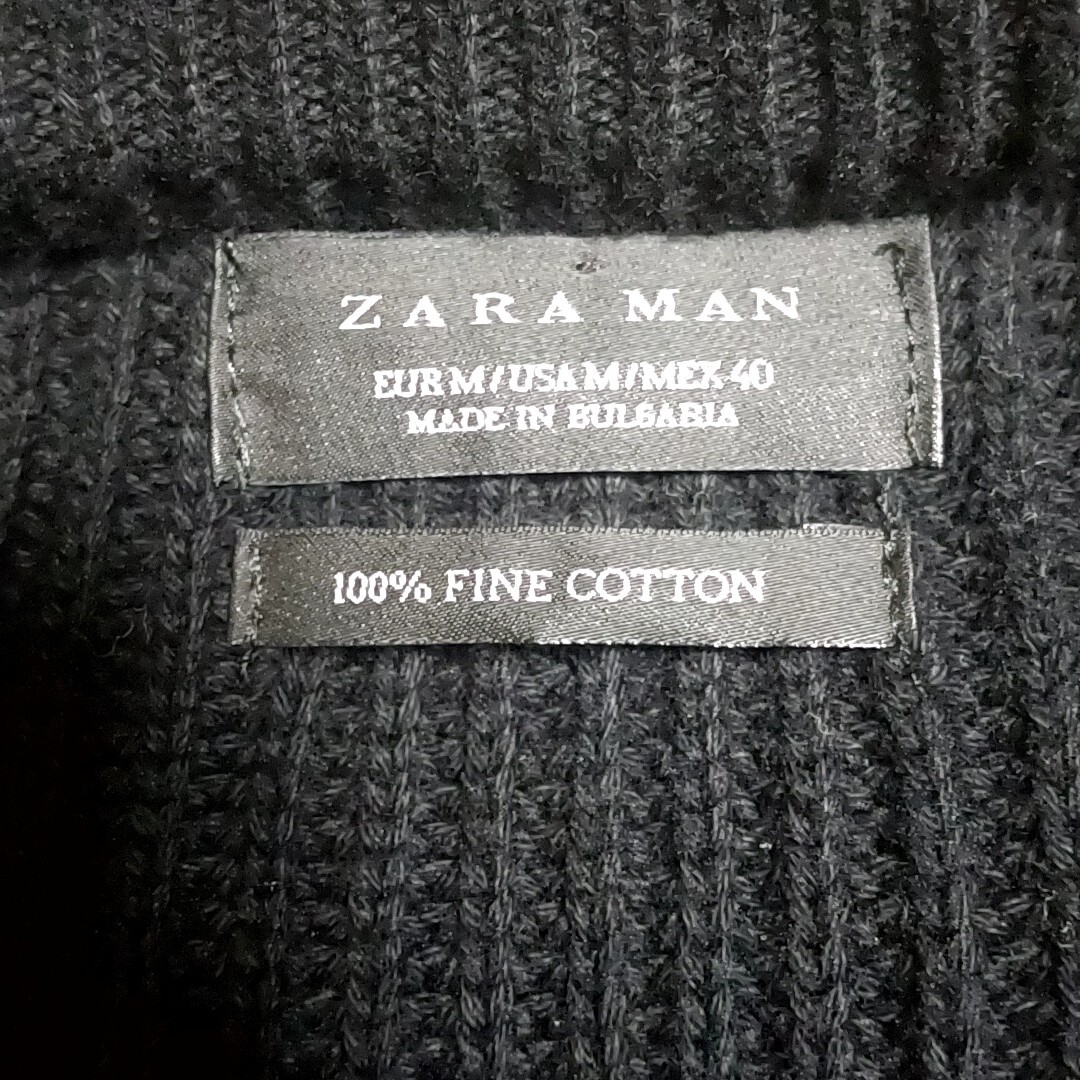 ZARA MAN
EUR M / USA M / MEX 40
MADE IN BULGARIA
100% FINE COTTON